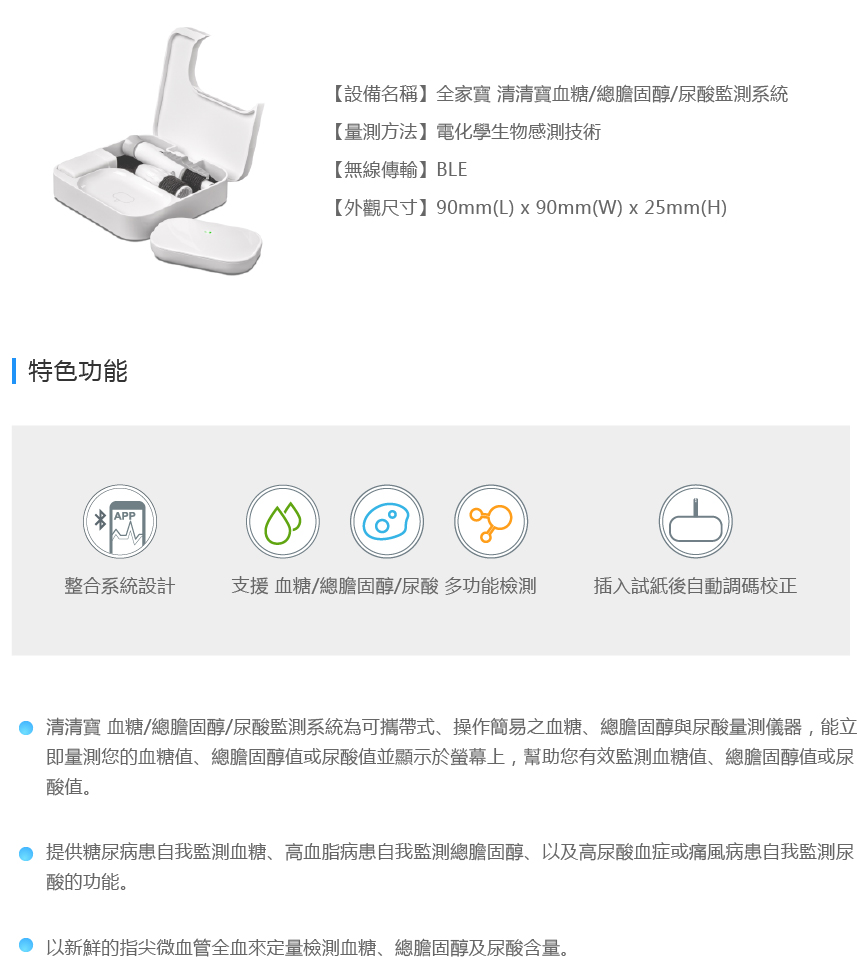 【設備名稱】全家寶 清清寶血糖/總膽固醇/尿酸監測系統
【量測方法】電化學生物感測技術
【無線傳輸】BLE
【外觀尺寸】90mm(L) x 90mm(W) x 25mm(H)
特色功能
APP
整合系統設計
支援 血糖/總膽固醇/尿酸 多功能檢測
插入試紙後自動調碼校正
清清寶 血糖/總膽固醇/尿酸監測系統為可攜帶式、操作簡易之血糖、總膽固醇與尿酸量測儀器，能立
即量測您的血糖值、總膽固醇值或尿酸值並顯示於螢幕上，幫助您有效監測血糖值、總膽固醇值或尿
酸值。
提供糖尿病患自我監測血糖、高血脂病患自我監測總膽固醇、以及高尿酸血症或痛風病患自我監測尿
酸的功能。
以新鮮的指尖微血管全血來定量檢測血糖、總膽固醇及尿酸含量。